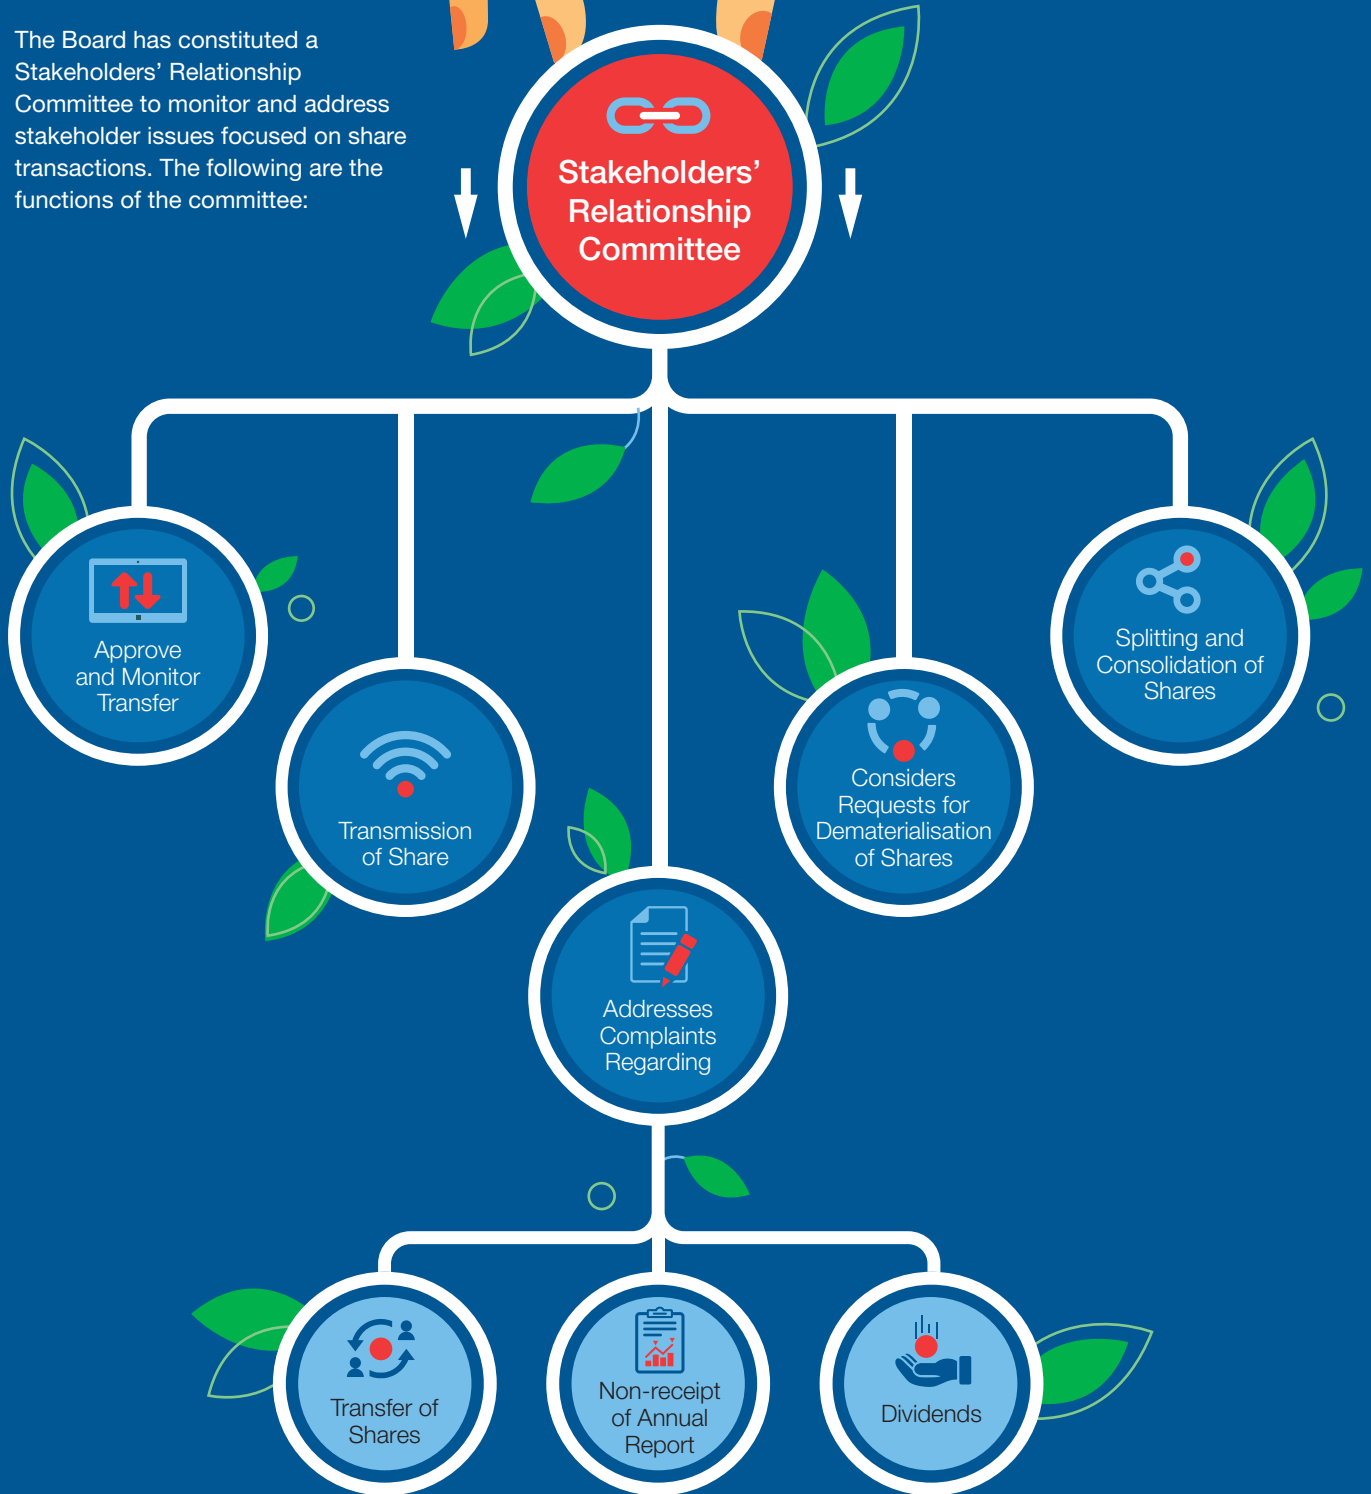 The Board has constituted a
Stakeholders’ Relationship
Committee to monitor and address
stakeholder issues focused on share
transactions. The following are the
functions of the committee:
Stakeholders’
Relationship
Committee
Approve
and Monitor
Transfer
Transmission
of Share
Addresses
Complaints
Regarding
Considers
Requests for
Dematerialisation
of Shares
Splitting and
Consolidation of
Shares
Transfer of
Shares
Non-receipt
of Annual
Report
Dividends